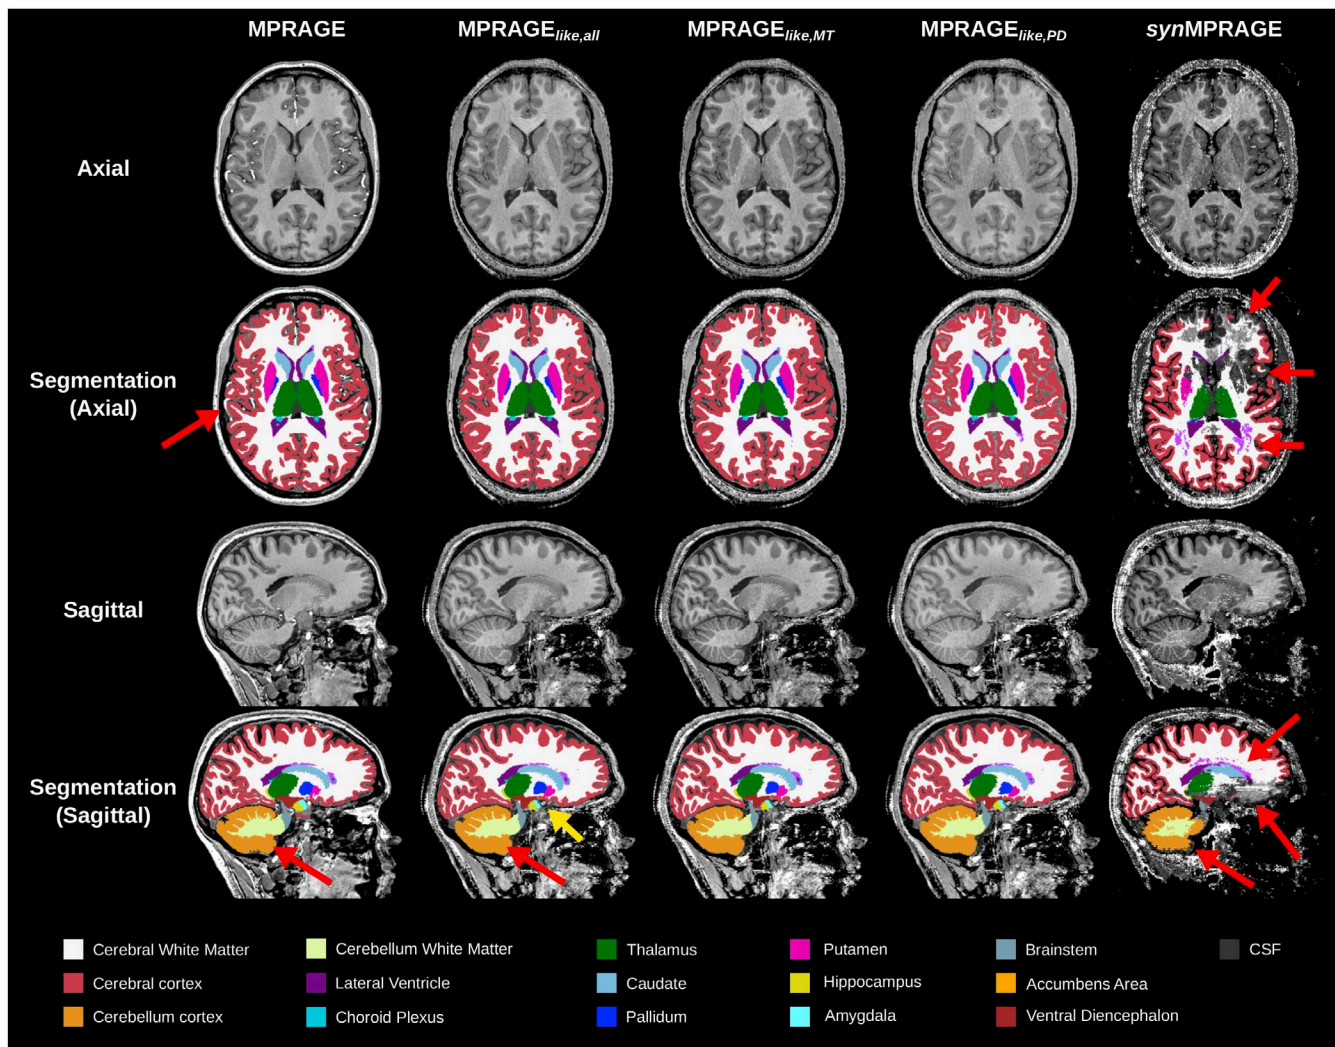 MPRAGE MPRAGElike,all MPRAGElike,MT MPRAGElike,PD synMPRAGE
Axial
Segmentation
(Axial)
Sagittal
Segmentation
(Sagittal)
Cerebral White Matter Cerebellum White Matter Thalamus Putamen Brainstem CSF
Cerebral cortex Lateral Ventricle Caudate Hippocampus Accumbens Area
Cerebellum cortex Choroid Plexus Pallidum Amygdala Ventral Diencephalon